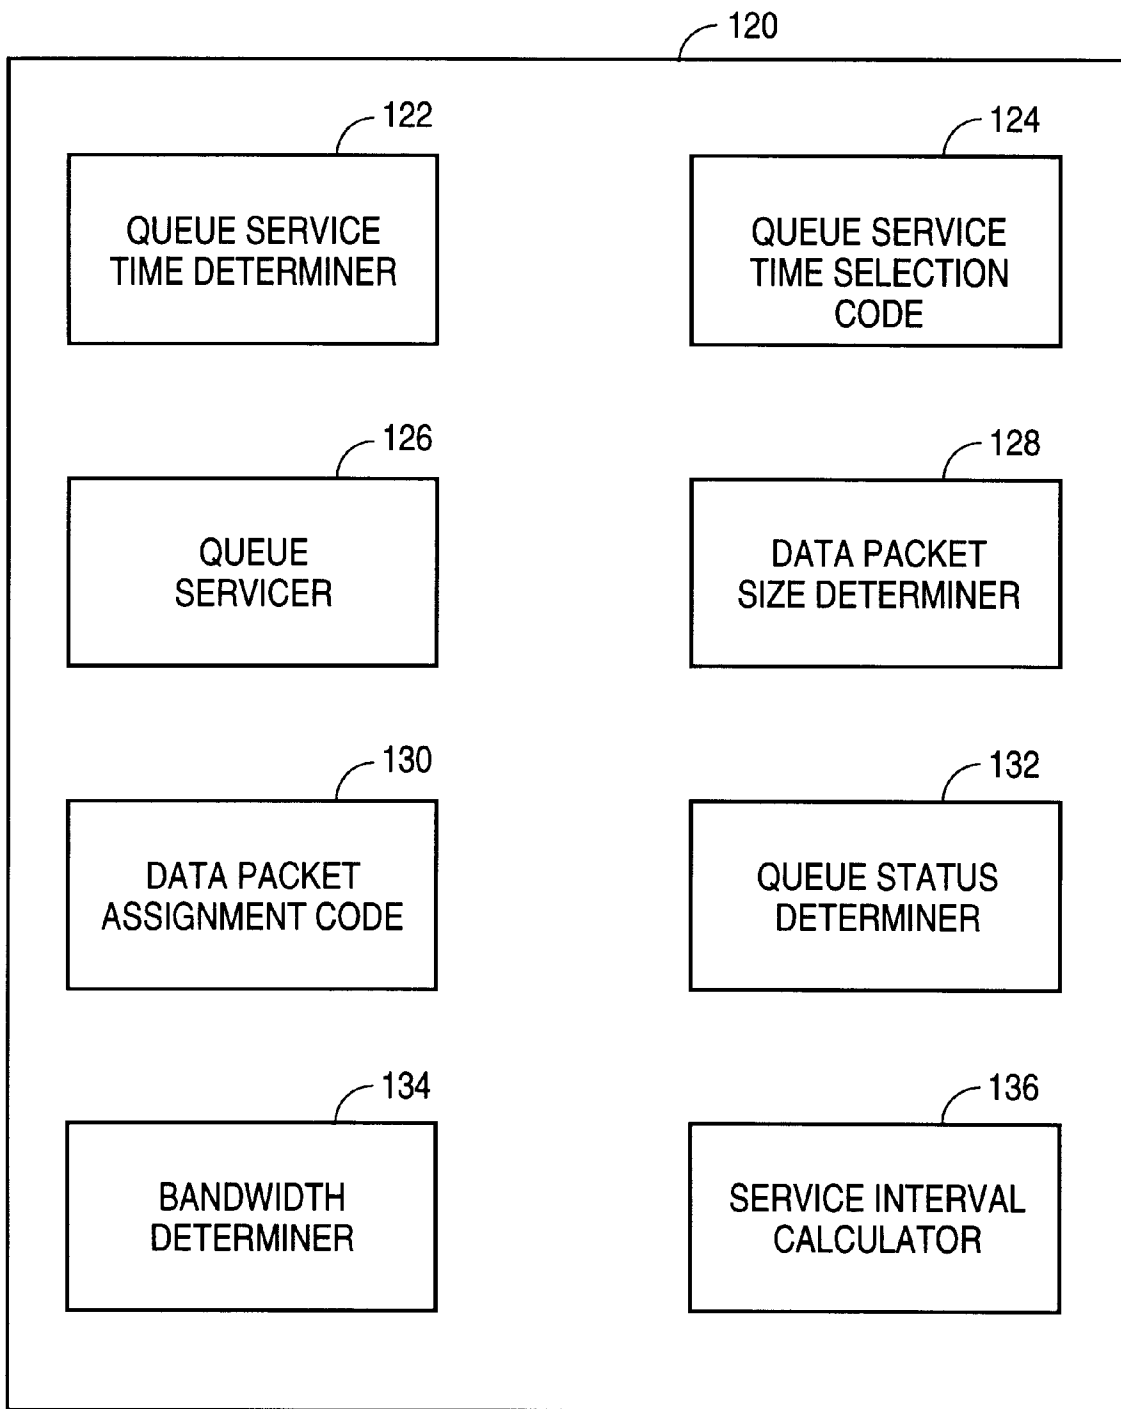 120
122
QUEUE SERVICE
TIME DETERMINER
124
QUEUE SERVICE
TIME SELECTION
CODE
126
QUEUE
SERVICER
128
DATA PACKET
SIZE DETERMINER
130
DATA PACKET
ASSIGNMENT CODE
132
QUEUE STATUS
DETERMINER
134
BANDWIDTH
DETERMINER
136
SERVICE INTERVAL
CALCULATOR